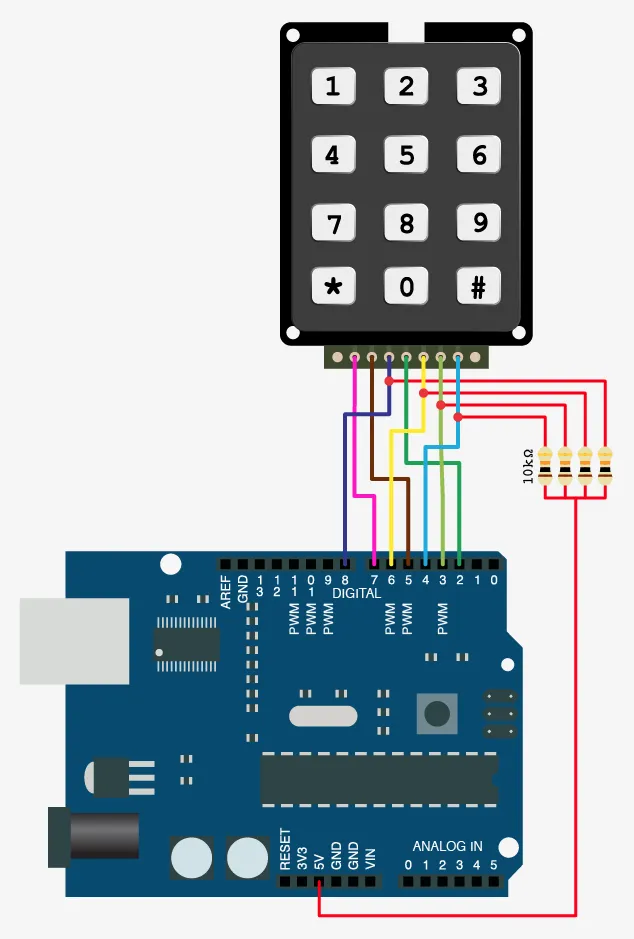 1 2 3
4 5 6
7 8 9
* 0 #
10kΩ
AREF GND 13 12 11 10 9 8 7 6 5 4 3 2 1 0
DIGITAL
PWM PWM PWM PWM PWM PWM
RESET 3V3 5V GND GND VIN
ANALOG IN
0 1 2 3 4 5